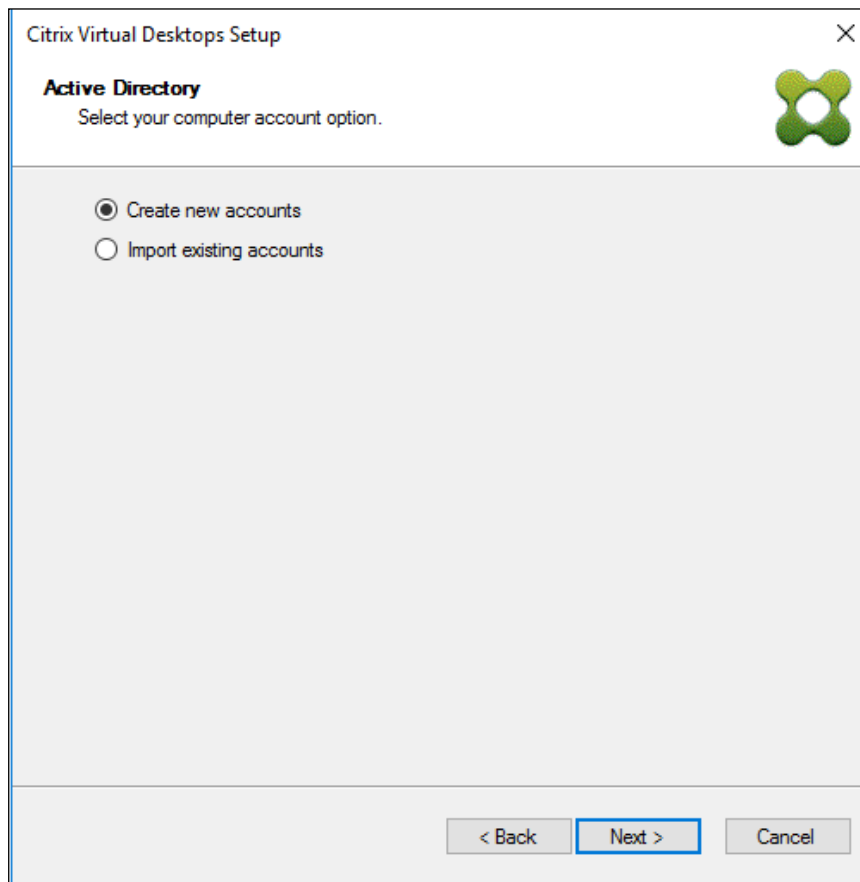 Citrix Virtual Desktops Setup
Active Directory
Select your computer account option.
Create new accounts
Import existing accounts
< Back Next > Cancel